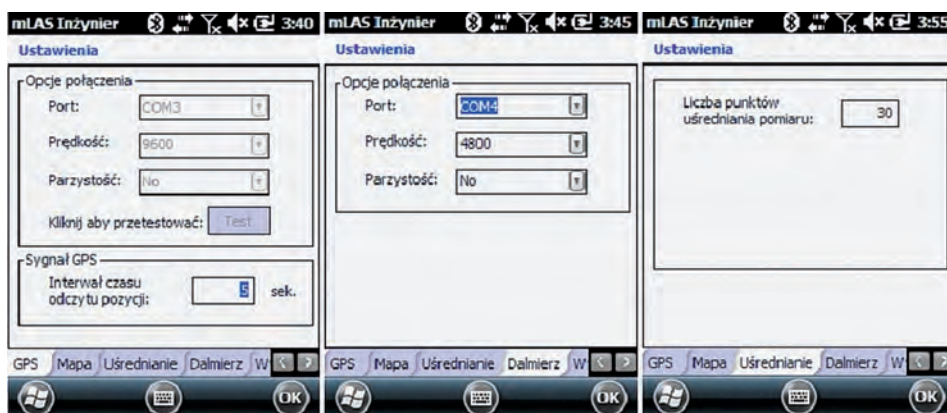 mLAS Inżynier 3:40
Ustawienia
Opcje połączenia
Port: COM3
Prędkość: 9600
Parzystość: No
Kliknij aby przetestować: Test
Sygnał GPS
Interwał czasu
odczytu pozycji: 5 sek.
GPS Mapa Uśrednianie Dalmierz W
OK
mLAS Inżynier 3:45
Ustawienia
Opcje połączenia
Port: COM4
Prędkość: 4800
Parzystość: No
GPS Mapa Uśrednianie Dalmierz W
OK
mLAS Inżynier 3:55
Ustawienia
Liczba punktów
uśredniania pomiaru: 30
GPS Mapa Uśrednianie Dalmierz W
OK